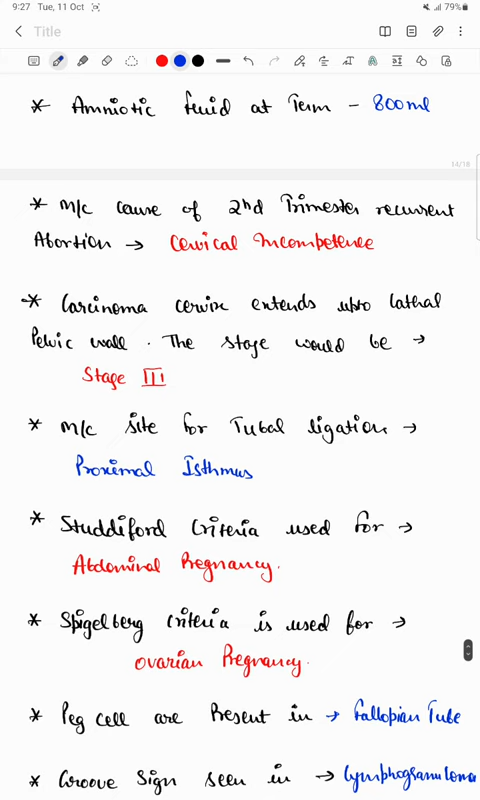 9:27 Tue, 11 Oct 79%
Title
* Amniotic fluid at Term - 800ml
14/18
* M/c cause of 2nd Trimester recurrent
Abortion → Cervical Incompetence
* Carcinoma cervix extends upto lathal
Pelvic wall. The stage would be →
Stage III
* M/c site for Tubal ligation →
Proximal Isthmus
* Studdiford Criteria used for →
Abdominal Pregnancy.
* Spigelberg Criteria is used for →
Ovarian Pregnancy.
* Peg cell are Present in → Fallopian Tube
* Groove Sign seen in → Lymphogranuloma